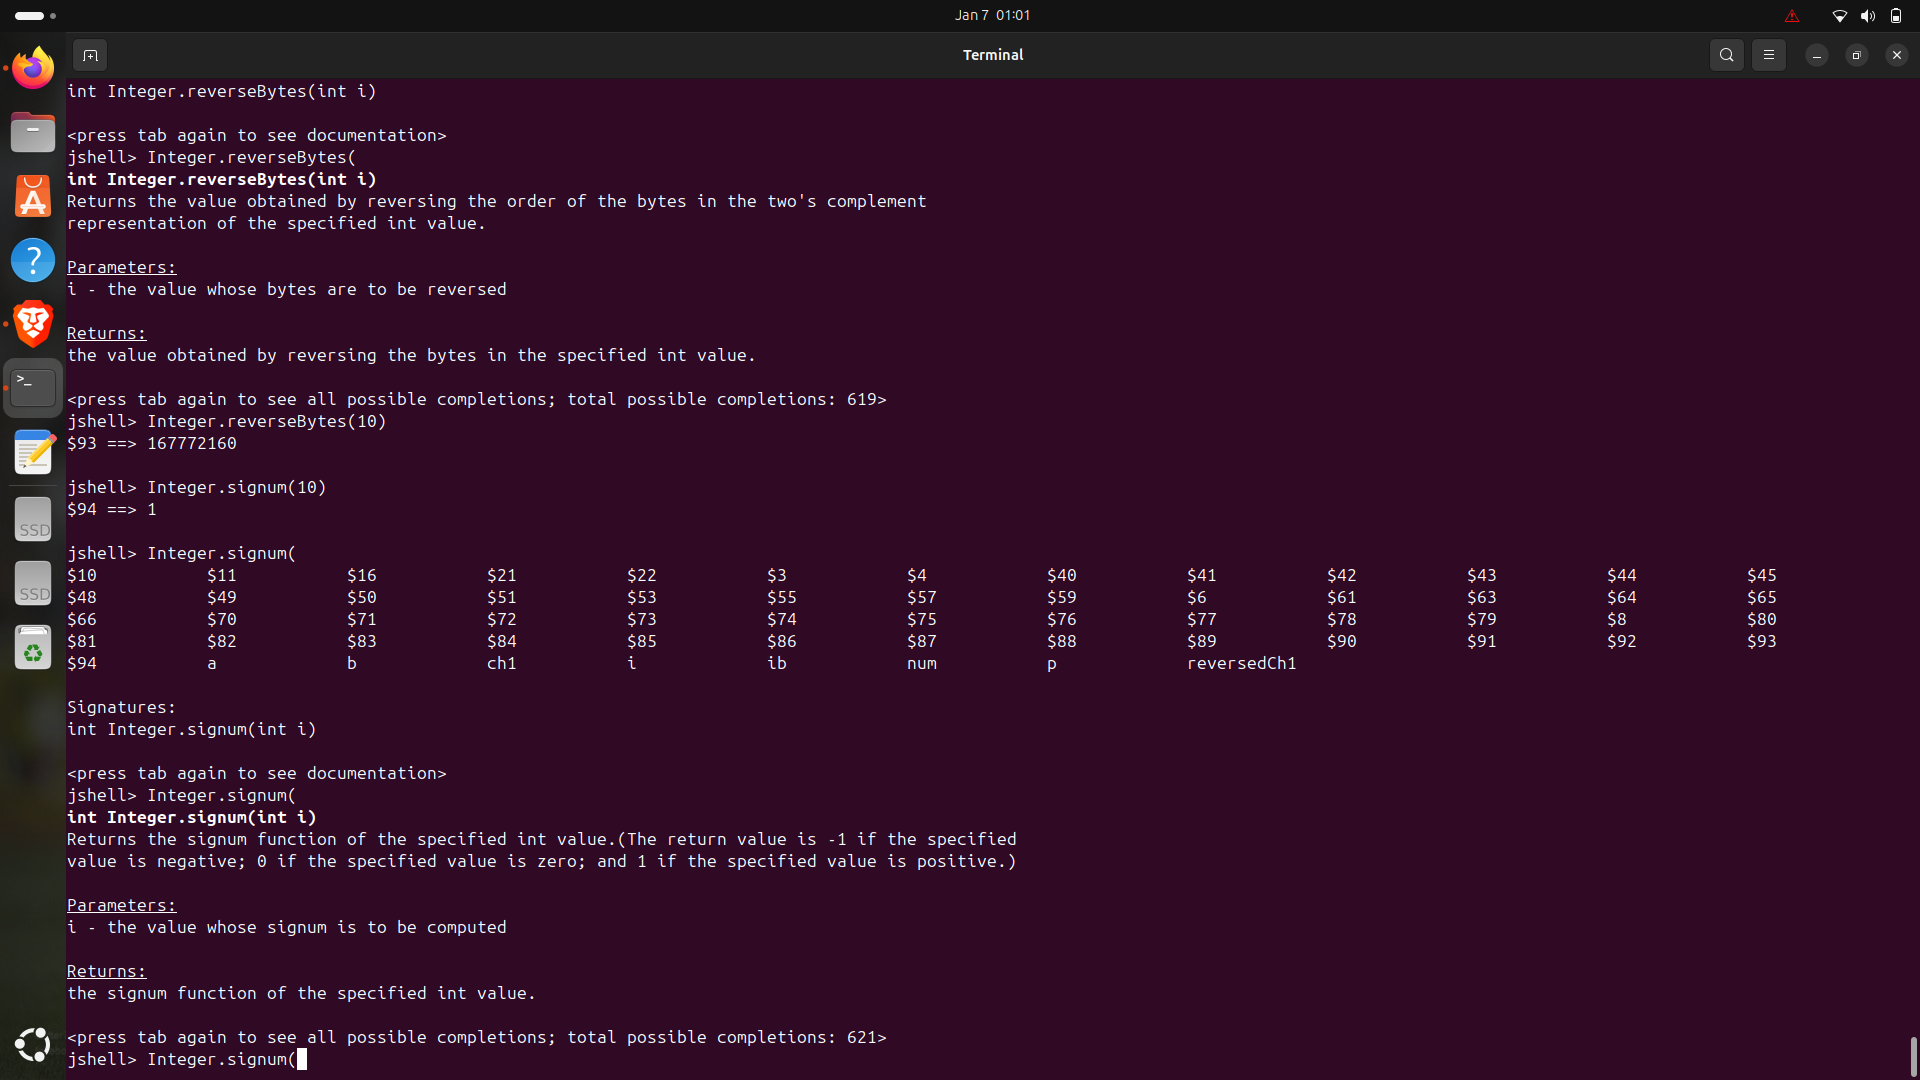 Jan 7  01:01
Terminal
int Integer.reverseBytes(int i)
<press tab again to see documentation>
jshell> Integer.reverseBytes(
int Integer.reverseBytes(int i)
Returns the value obtained by reversing the order of the bytes in the two's complement
representation of the specified int value.
Parameters:
i - the value whose bytes are to be reversed
Returns:
the value obtained by reversing the bytes in the specified int value.
<press tab again to see all possible completions; total possible completions: 619>
jshell> Integer.reverseBytes(10)
$93 ==> 167772160
jshell> Integer.signum(10)
$94 ==> 1
jshell> Integer.signum(
$10 $11 $16 $21 $22 $3 $4 $40 $41 $42 $43 $44 $45
$48 $49 $50 $51 $53 $55 $57 $59 $6 $61 $63 $64 $65
$66 $70 $71 $72 $73 $74 $75 $76 $77 $78 $79 $8 $80
$81 $82 $83 $84 $85 $86 $87 $88 $89 $90 $91 $92 $93
$94 a b ch1 i ib num p reversedCh1
Signatures:
int Integer.signum(int i)
<press tab again to see documentation>
jshell> Integer.signum(
int Integer.signum(int i)
Returns the signum function of the specified int value.(The return value is -1 if the specified
value is negative; 0 if the specified value is zero; and 1 if the specified value is positive.)
Parameters:
i - the value whose signum is to be computed
Returns:
the signum function of the specified int value.
<press tab again to see all possible completions; total possible completions: 621>
jshell> Integer.signum(
SSD
SSD